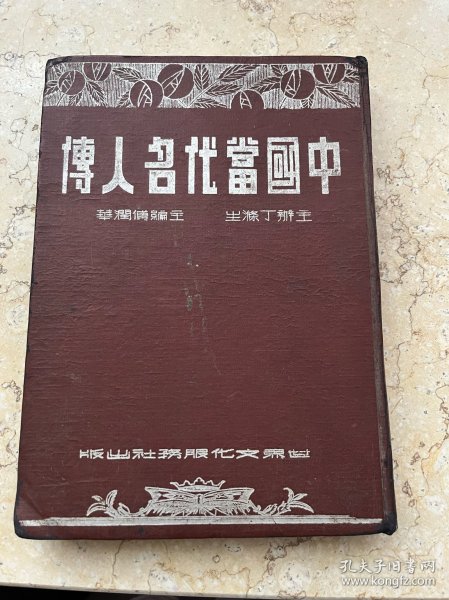 中國當代名人傳
主辦丁滌生 主編傅潤華
世界文化服務社出版
孔夫子旧书网
www.kongfz.com